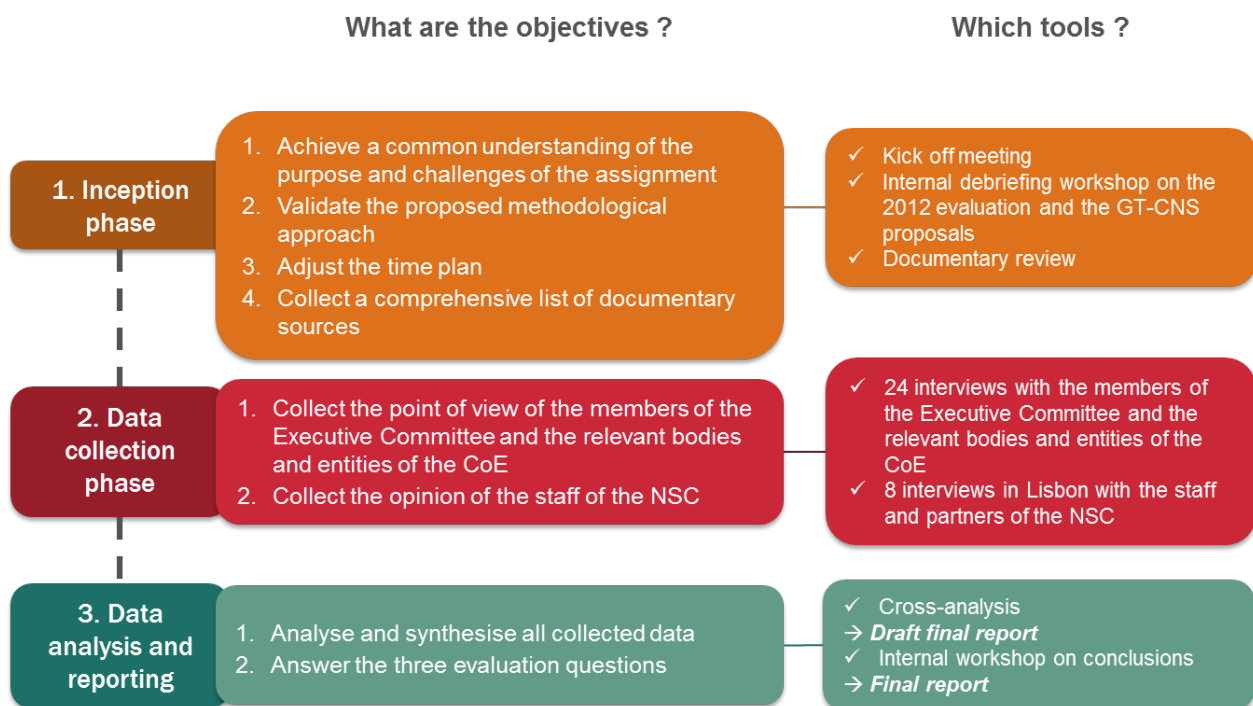 What are the objectives ?
Which tools ?
1. Inception
phase
1. Achieve a common understanding of the
purpose and challenges of the assignment
2. Validate the proposed methodological
approach
3. Adjust the time plan
4. Collect a comprehensive list of documentary
sources
✓ Kick off meeting
✓ Internal debriefing workshop on the
2012 evaluation and the GT-CNS
proposals
✓ Documentary review
2. Data
collection
phase
1. Collect the point of view of the members of the
Executive Committee and the relevant bodies
and entities of the CoE
2. Collect the opinion of the staff of the NSC
✓ 24 interviews with the members of
the Executive Committee and the
relevant bodies and entities of the
CoE
✓ 8 interviews in Lisbon with the staff
and partners of the NSC
3. Data
analysis and
reporting
1. Analyse and synthesise all collected data
2. Answer the three evaluation questions
✓ Cross-analysis
→ Draft final report
✓ Internal workshop on conclusions
→ Final report